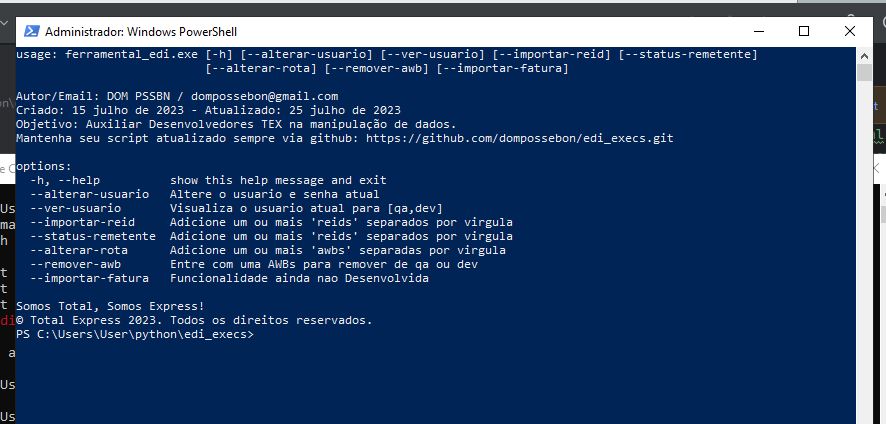 Administrador: Windows PowerShell
usage: ferramental_edi.exe [-h] [--alterar-usuario] [--ver-usuario] [--importar-reid] [--status-remetente]
[--alterar-rota] [--remover-awb] [--importar-fatura]
Autor/Email: DOM PSSBN / dompossebon@gmail.com
Criado: 15 julho de 2023 - Atualizado: 25 julho de 2023
Objetivo: Auxiliar Desenvolvedores TEX na manipulação de dados.
Mantenha seu script atualizado sempre via github: https://github.com/dompossebon/edi_execs.git
options:
-h, --help show this help message and exit
--alterar-usuario Altere o usuario e senha atual
--ver-usuario Visualiza o usuario atual para [qa,dev]
--importar-reid Adicione um ou mais 'reids' separados por virgula
--status-remetente Adicione um ou mais 'reids' separados por virgula
--alterar-rota Adicione um ou mais 'awbs' separadas por virgula
--remover-awb Entre com uma AWBs para remover de qa ou dev
--importar-fatura Funcionalidade ainda nao Desenvolvida
Somos Total, Somos Express!
© Total Express 2023. Todos os direitos reservados.
PS C:\Users\User\python\edi_execs>